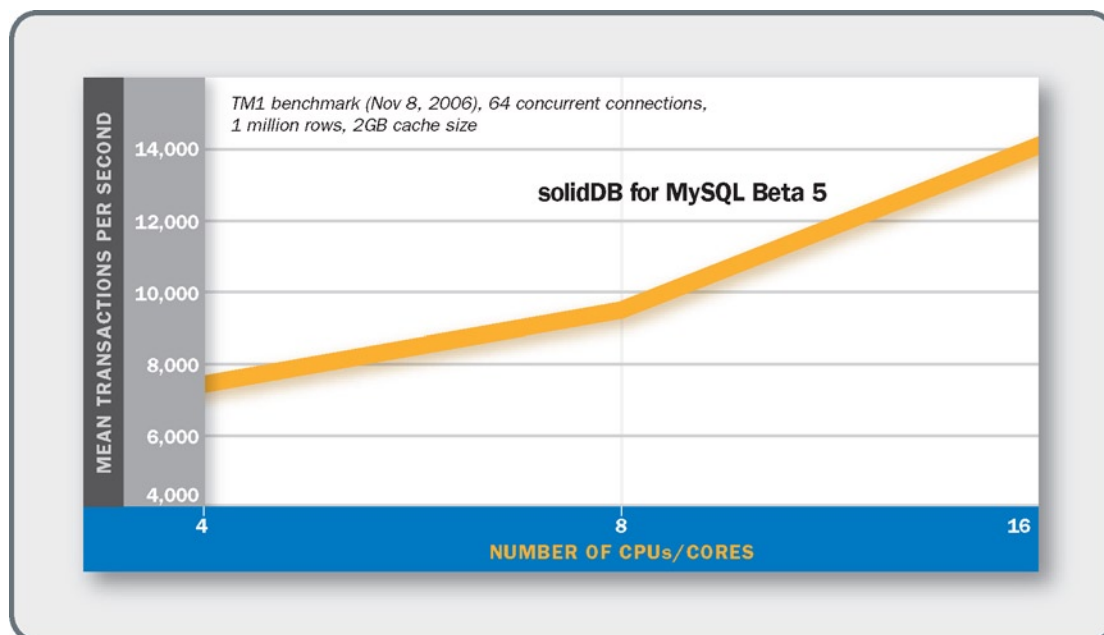 TM1 benchmark (Nov 8, 2006), 64 concurrent connections,
1 million rows, 2GB cache size
solidDB for MySQL Beta 5
MEAN TRANSACTIONS PER SECOND
14,000
12,000
10,000
8,000
6,000
4,000
4 8 16
NUMBER OF CPUs/CORES